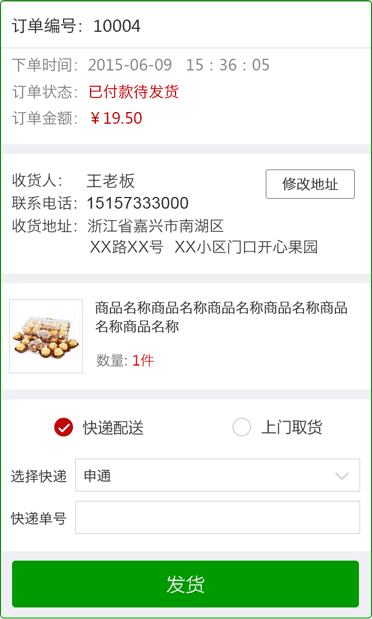 订单编号：10004
下单时间：2015-06-09 15：36：05
订单状态：已付款待发货
订单金额：￥19.50
收货人：王老板
修改地址
联系电话：15157333000
收货地址：浙江省嘉兴市南湖区
XX路XX号 XX小区门口开心果园
商品名称商品名称商品名称商品名称商品
名称商品名称
数量: 1件
快递配送 上门取货
选择快递 申通
快递单号
发货